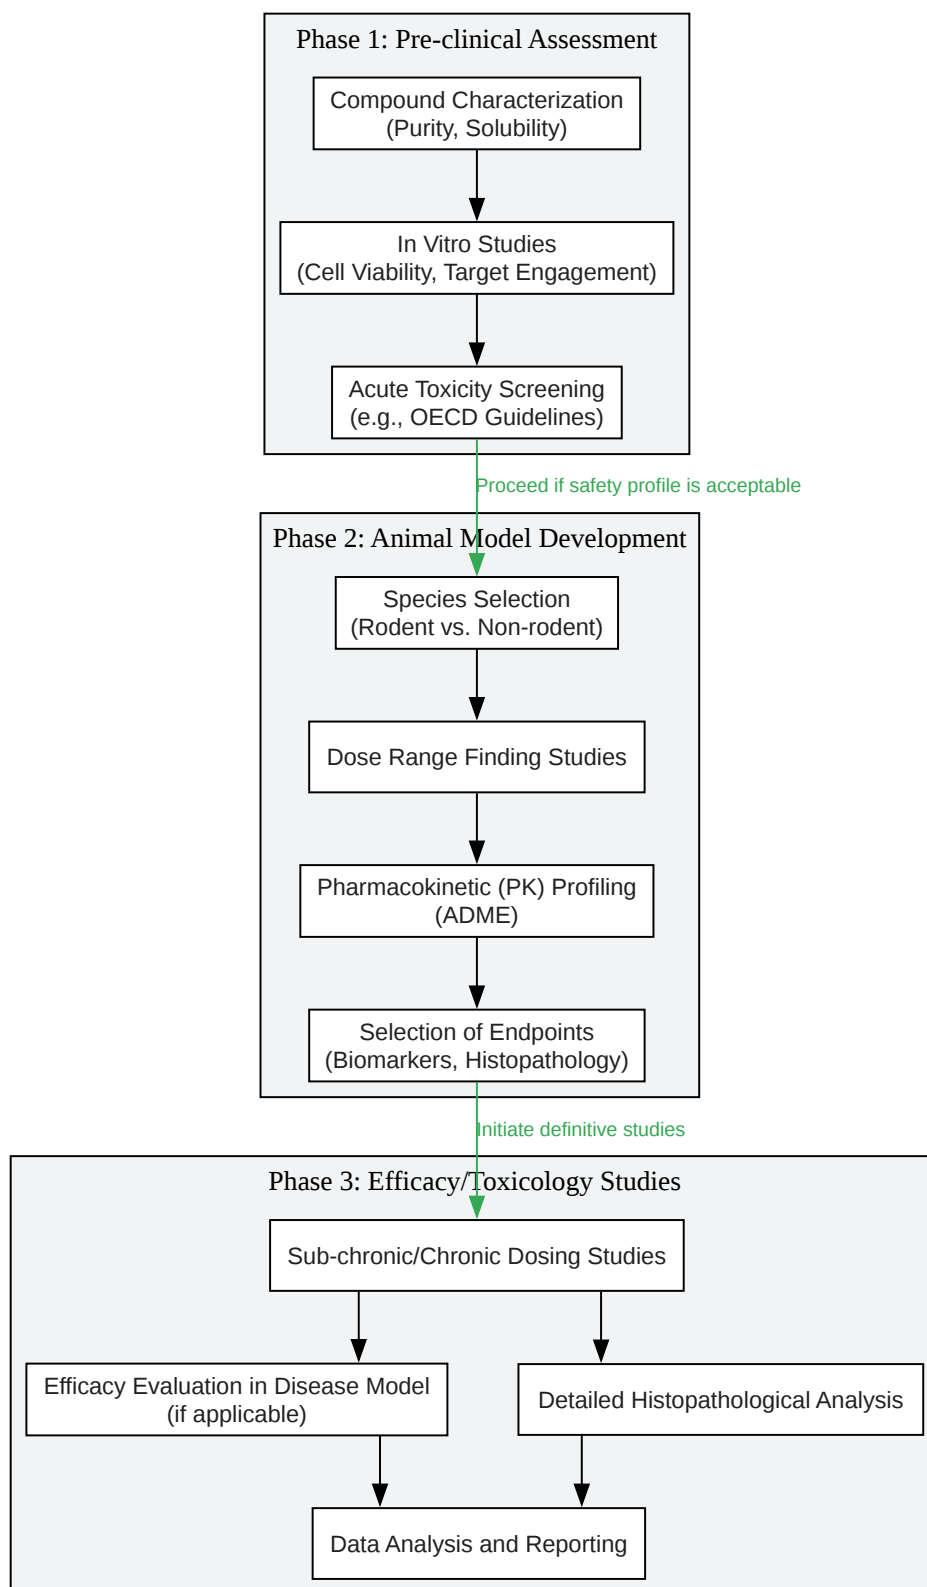 Phase 1: Pre-clinical Assessment
Compound Characterization
(Purity, Solubility)
In Vitro Studies
(Cell Viability, Target Engagement)
Acute Toxicity Screening
(e.g., OECD Guidelines)
Proceed if safety profile is acceptable
Phase 2: Animal Model Development
Species Selection
(Rodent vs. Non-rodent)
Dose Range Finding Studies
Pharmacokinetic (PK) Profiling
(ADME)
Selection of Endpoints
(Biomarkers, Histopathology)
Initiate definitive studies
Phase 3: Efficacy/Toxicology Studies
Sub-chronic/Chronic Dosing Studies
Efficacy Evaluation in Disease Model
(if applicable)
Detailed Histopathological Analysis
Data Analysis and Reporting